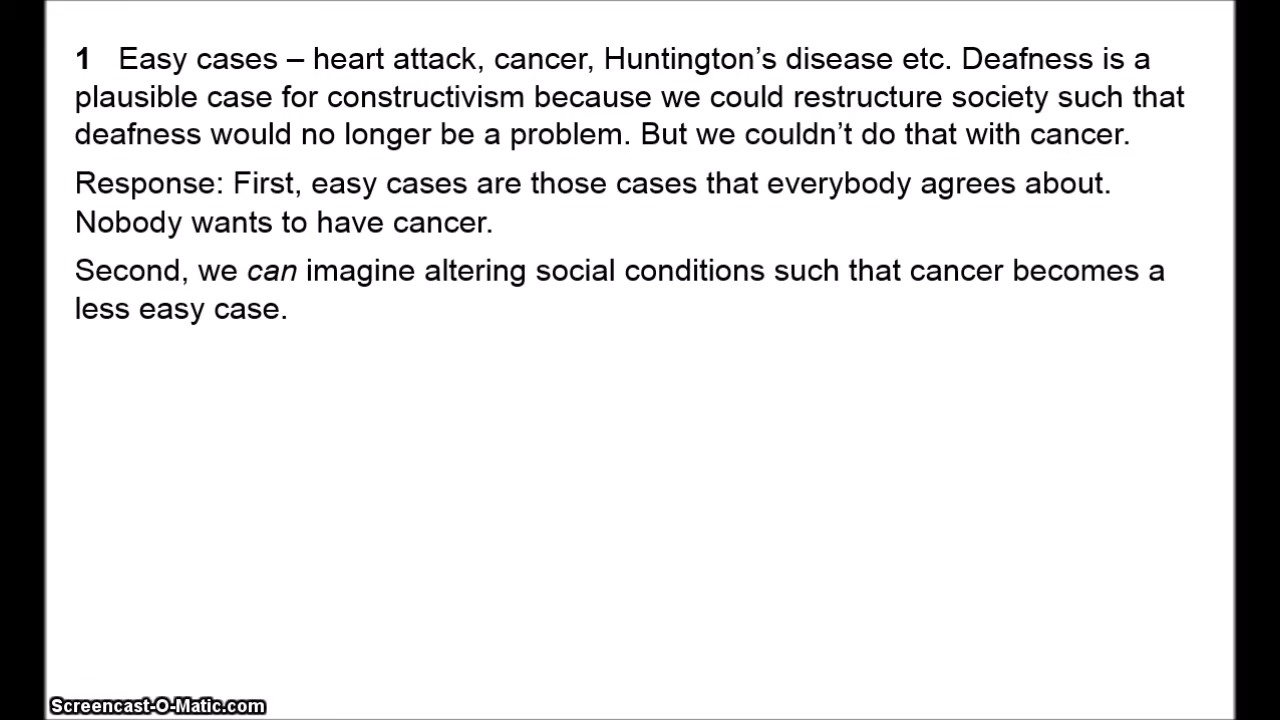 1 Easy cases – heart attack, cancer, Huntington’s disease etc. Deafness is a
plausible case for constructivism because we could restructure society such that
deafness would no longer be a problem. But we couldn’t do that with cancer.
Response: First, easy cases are those cases that everybody agrees about.
Nobody wants to have cancer.
Second, we can imagine altering social conditions such that cancer becomes a
less easy case.
Screencast-O-Matic.com